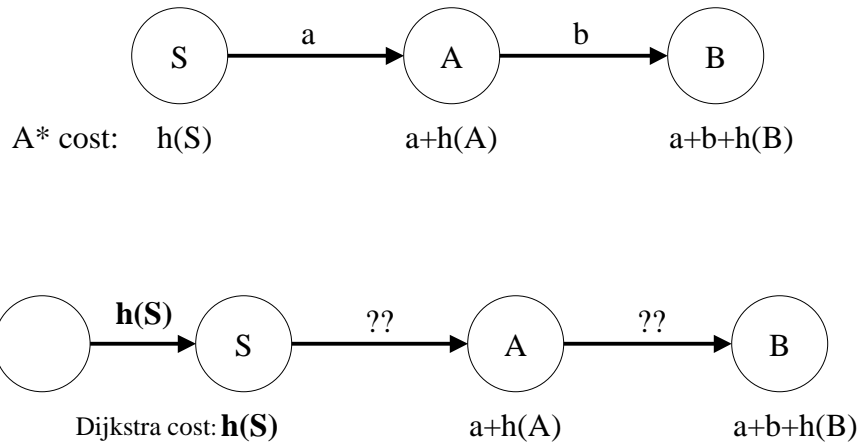 a b
S A B
A* cost: h(S) a+h(A) a+b+h(B)
h(S) ?? ??
S A B
Dijkstra cost: h(S) a+h(A) a+b+h(B)